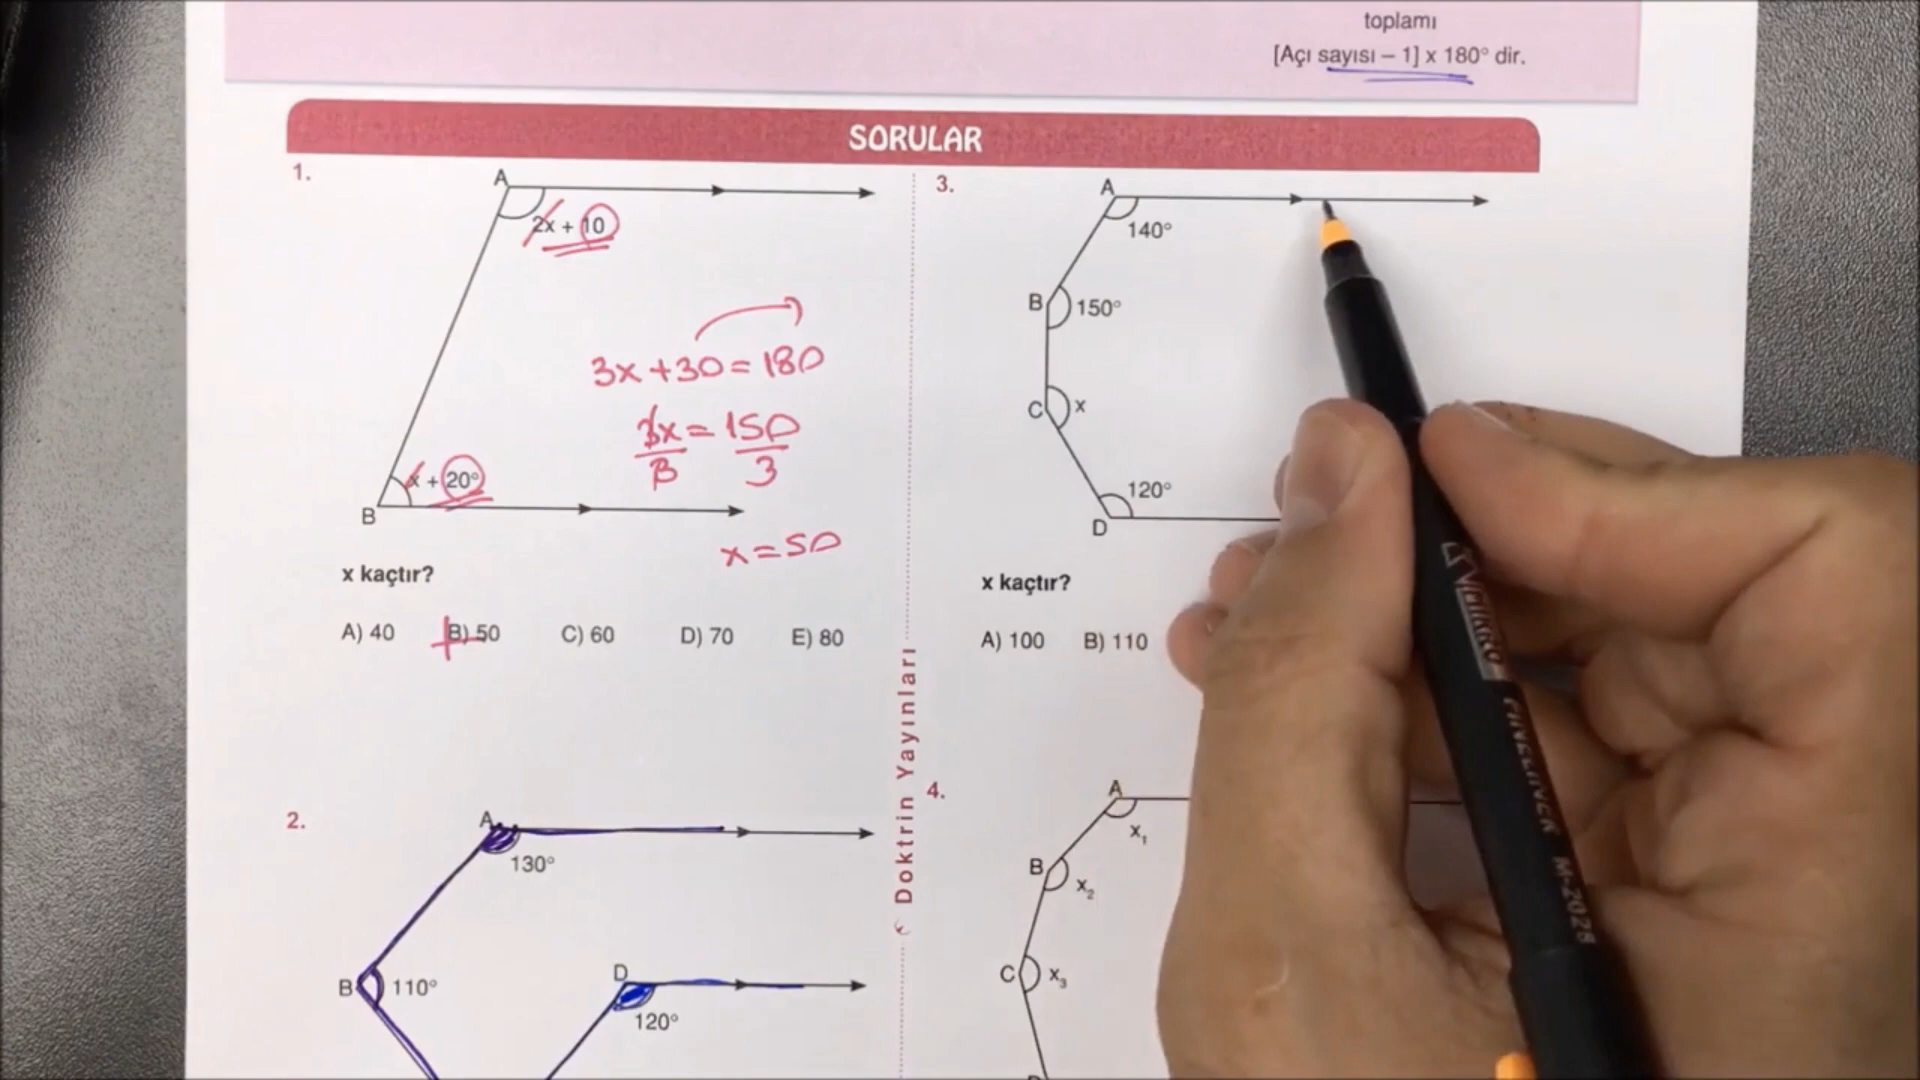 toplamı
[Açı sayısı – 1] x 180° dir.
SORULAR
1.
A
2x + 10
3x + 30 = 180
3x = 150
3 3
x + 20°
B
x = 50
x kaçtır?
A) 40 B) 50 C) 60 D) 70 E) 80
2.
A
130°
B 110°
D
120°
Doktrin Yayınları
3.
A
140°
B 150°
C x
120°
D
x kaçtır?
A) 100 B) 110
4.
A
x₁
B
x₂
C x₃
FINELINER M-2028